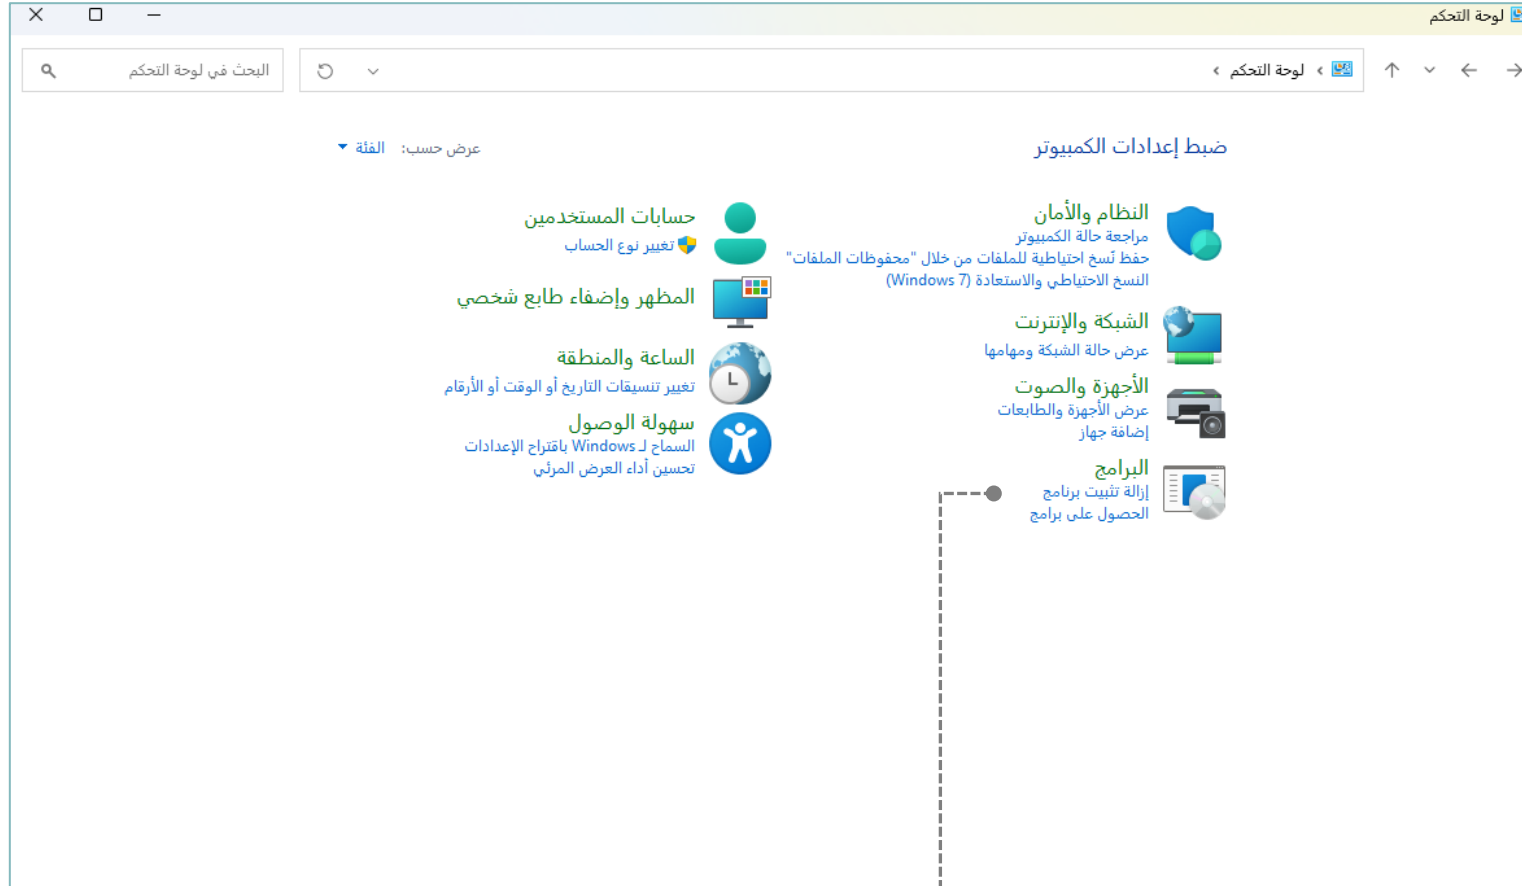 لوحة التحكم
لوحة التحكم
البحث في لوحة التحكم
ضبط إعدادات الكمبيوتر
عرض حسب: الفئة
النظام والأمان
مراجعة حالة الكمبيوتر
حفظ نُسخ احتياطية للملفات من خلال "محفوظات الملفات"
النسخ الاحتياطي والاستعادة (Windows 7)
الشبكة والإنترنت
عرض حالة الشبكة ومهامها
الأجهزة والصوت
عرض الأجهزة والطابعات
إضافة جهاز
البرامج
إزالة تثبيت برنامج
الحصول على برامج
حسابات المستخدمين
تغيير نوع الحساب
المظهر وإضفاء طابع شخصي
الساعة والمنطقة
تغيير تنسيقات التاريخ أو الوقت أو الأرقام
سهولة الوصول
السماح لـ Windows باقتراح الإعدادات
تحسين أداء العرض المرئي